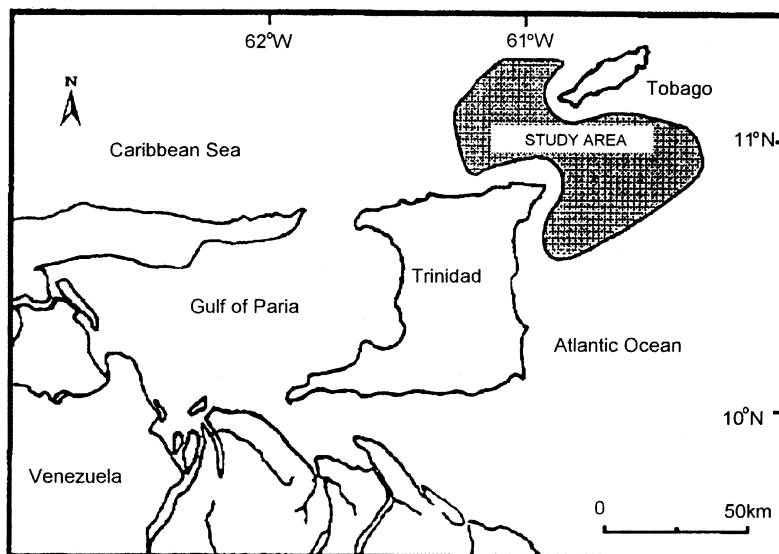 62°W
61°W
N
Tobago
Caribbean Sea
STUDY AREA
11°N
Trinidad
Gulf of Paria
Atlantic Ocean
10°N
Venezuela
0
50km